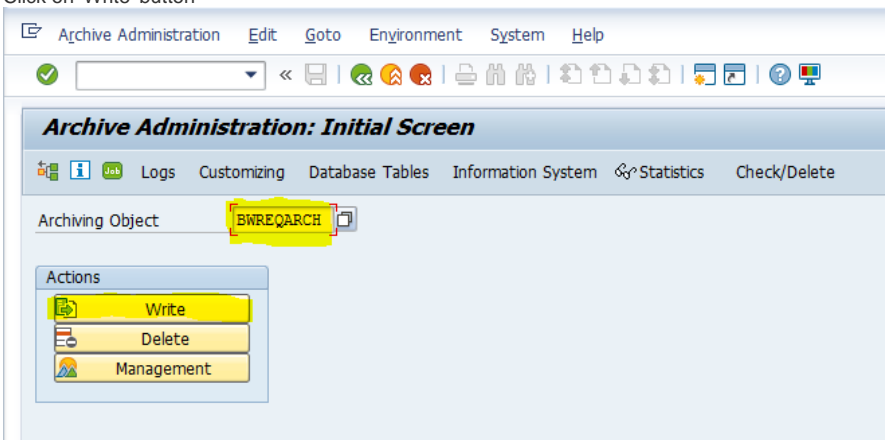 Click on 'Write' button
Archive Administration Edit Goto Environment System Help
Archive Administration: Initial Screen
Job Logs Customizing Database Tables Information System Statistics Check/Delete
Archiving Object BWREQARCH
Actions
Write
Delete
Management